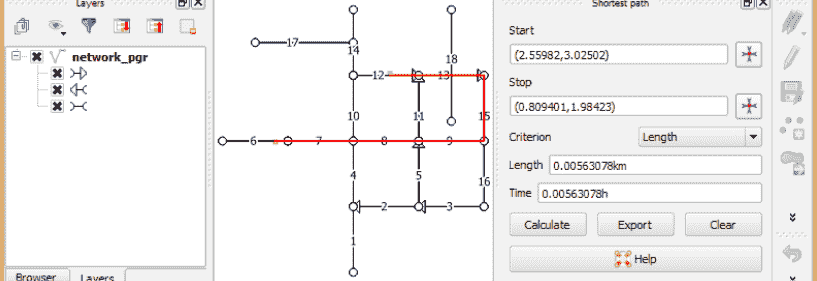 Layers
network_pgr
Browser
Layers
17
14
18
12
13
10
11
15
6
7
8
9
4
5
16
2
3
1
Shortest path
Start
(2.55982,3.02502)
Stop
(0.809401,1.98423)
Criterion
Length
Length
0.00563078km
Time
0.00563078h
Calculate
Export
Clear
Help